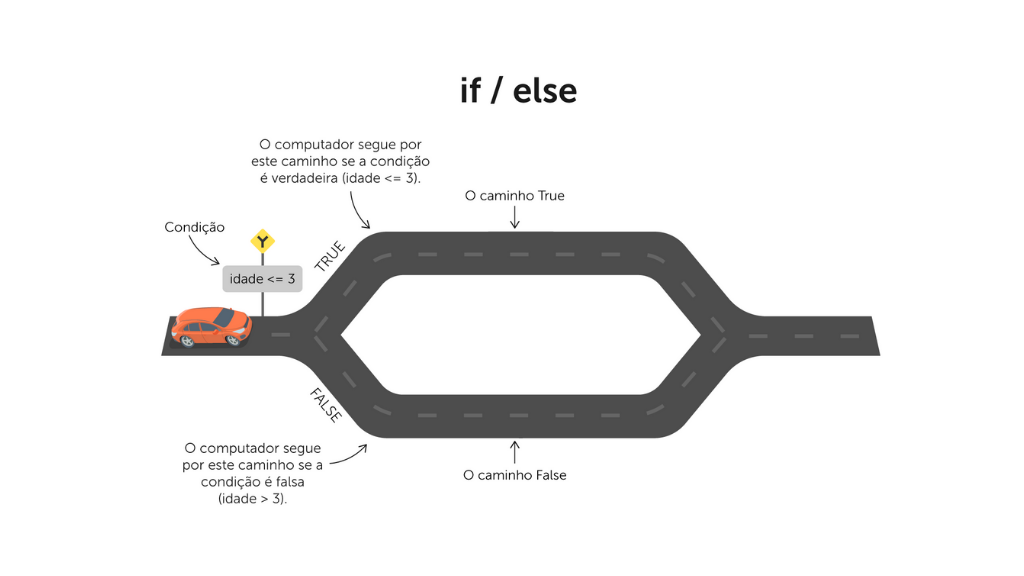 if / else
O computador segue por
este caminho se a condição
é verdadeira (idade <= 3).
O caminho True
Condição
TRUE
idade <= 3
FALSE
O computador segue
por este caminho se a
condição é falsa
(idade > 3).
O caminho False